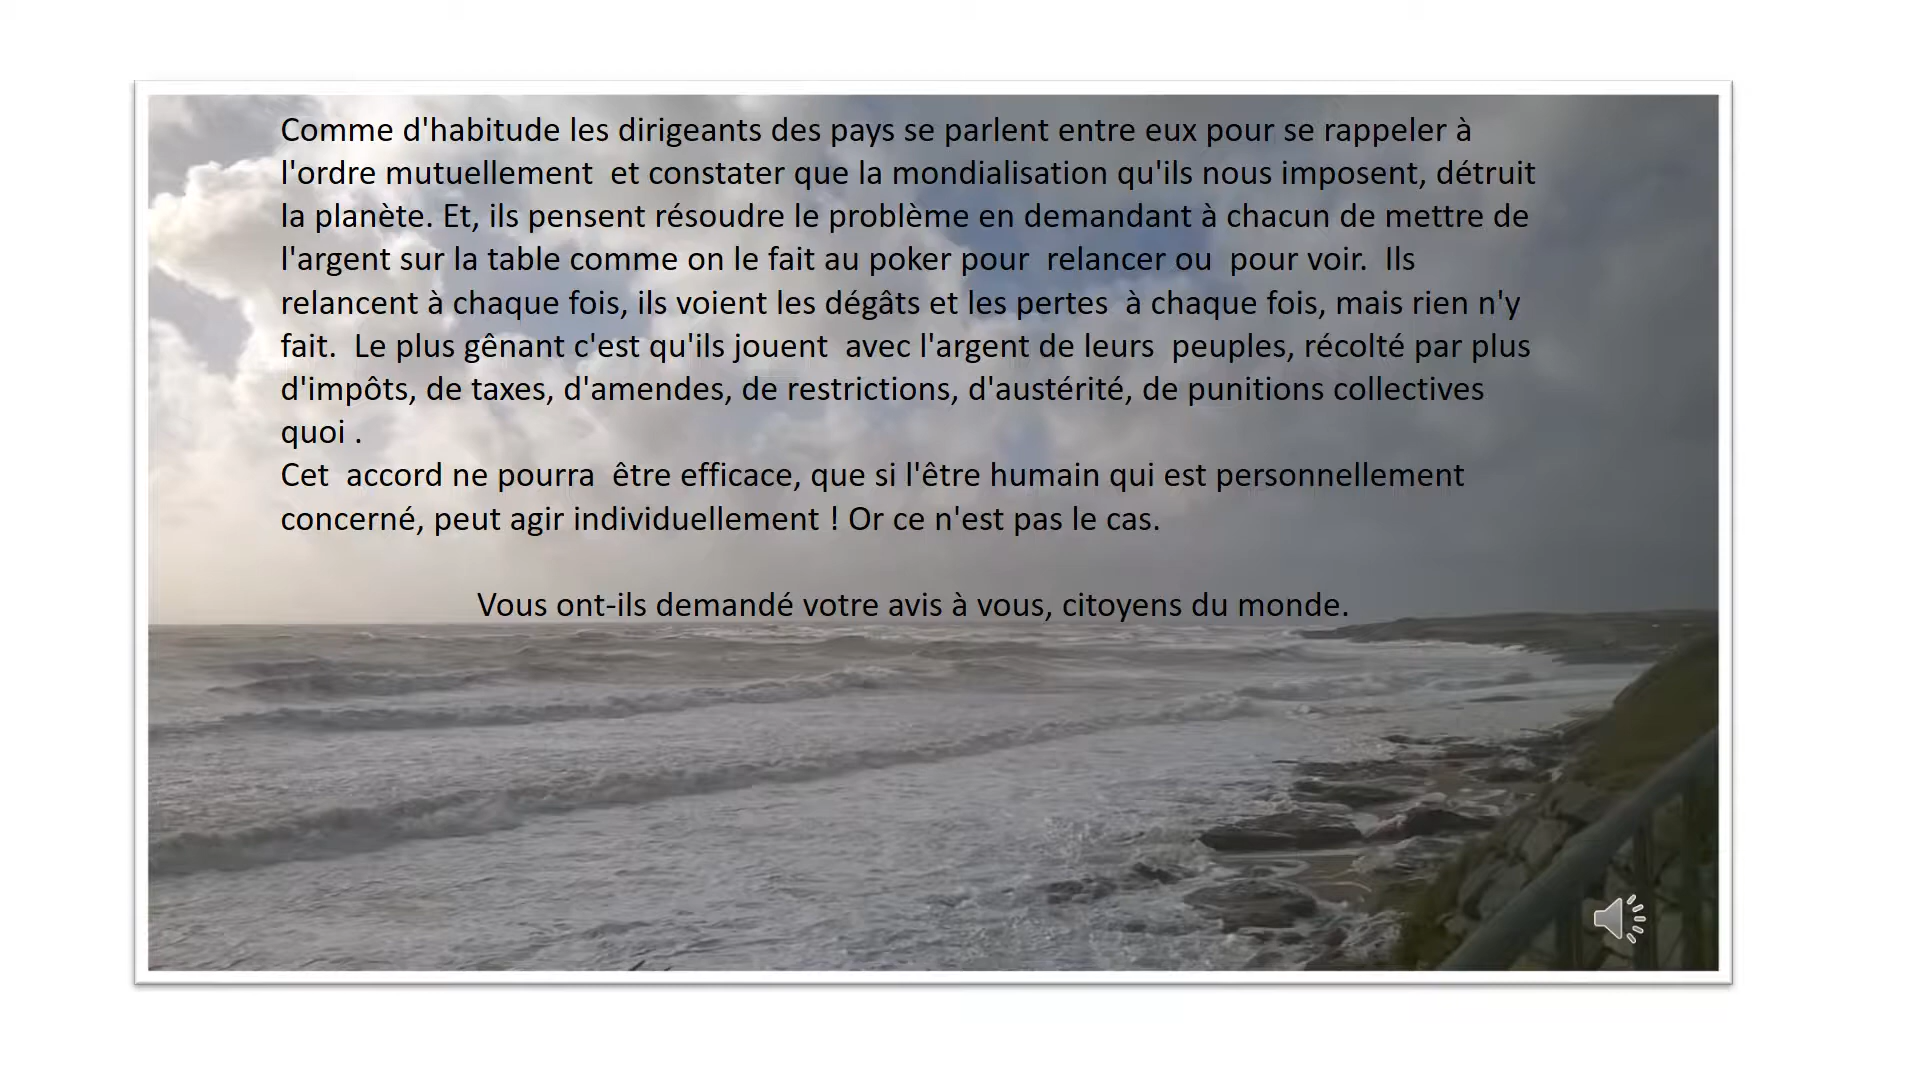 Comme d'habitude les dirigeants des pays se parlent entre eux pour se rappeler à
l'ordre mutuellement  et constater que la mondialisation qu'ils nous imposent, détruit
la planète. Et, ils pensent résoudre le problème en demandant à chacun de mettre de
l'argent sur la table comme on le fait au poker pour  relancer ou  pour voir.  Ils
relancent à chaque fois, ils voient les dégâts et les pertes  à chaque fois, mais rien n'y
fait.  Le plus gênant c'est qu'ils jouent  avec l'argent de leurs  peuples, récolté par plus
d'impôts, de taxes, d'amendes, de restrictions, d'austérité, de punitions collectives
quoi .
Cet  accord ne pourra  être efficace, que si l'être humain qui est personnellement
concerné, peut agir individuellement ! Or ce n'est pas le cas.
Vous ont-ils demandé votre avis à vous, citoyens du monde.